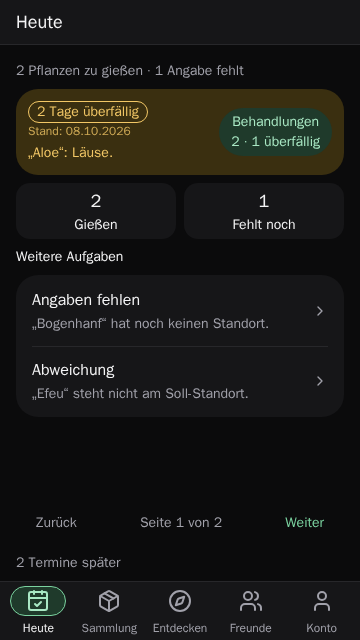 Heute
2 Pflanzen zu gießen · 1 Angabe fehlt
2 Tage überfällig
Stand: 08.10.2026
„Aloe“: Läuse.
Behandlungen
2 · 1 überfällig
2
Gießen
1
Fehlt noch
Weitere Aufgaben
Angaben fehlen
„Bogenhanf“ hat noch keinen Standort.
Abweichung
„Efeu“ steht nicht am Soll-Standort.
Zurück
Seite 1 von 2
Weiter
2 Termine später
Heute
Sammlung
Entdecken
Freunde
Konto